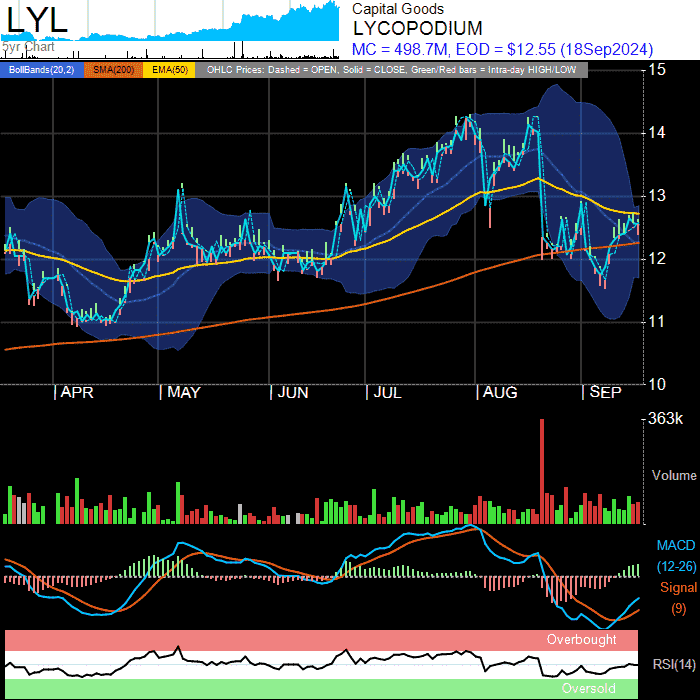 LYL
5yr Chart
Capital Goods
LYCOPODIUM
MC = 498.7M, EOD = $12.55 (18Sep2024)
BollBands(20,2) SMA(200) EMA(50) OHLC Prices: Dashed = OPEN, Solid = CLOSE, Green/Red bars = Intra-day HIGH/LOW
15
14
13
12
11
10
APR MAY JUN JUL AUG SEP
363k
Volume
MACD
(12-26)
Signal
(9)
Overbought
RSI(14)
Oversold